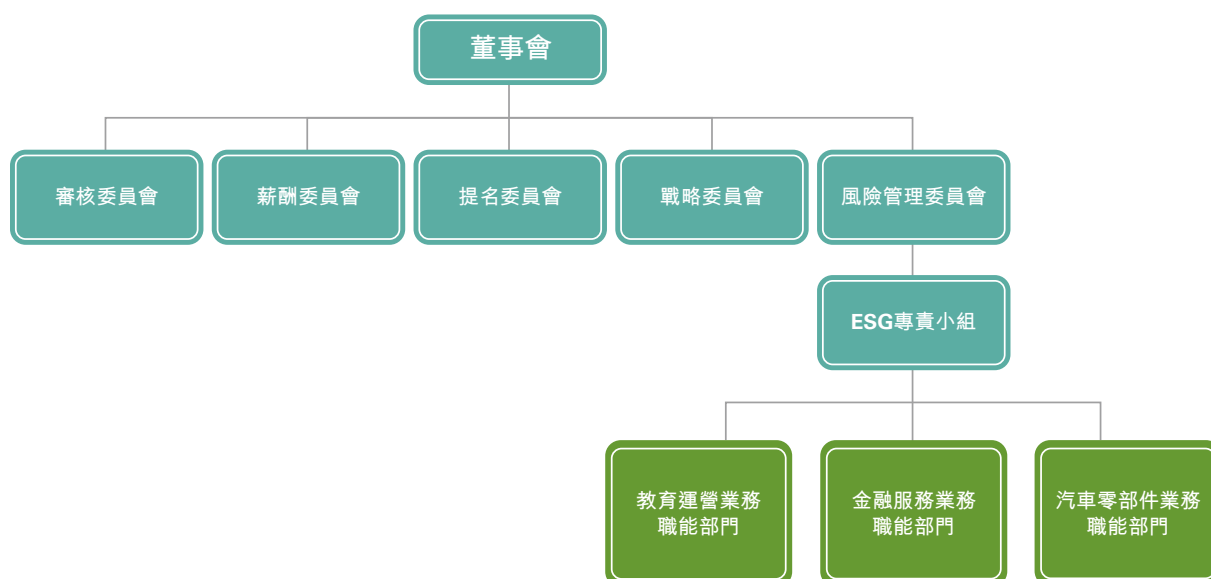 董事會
審核委員會
薪酬委員會
提名委員會
戰略委員會
風險管理委員會
ESG專責小組
教育運營業務
職能部門
金融服務業務
職能部門
汽車零部件業務
職能部門